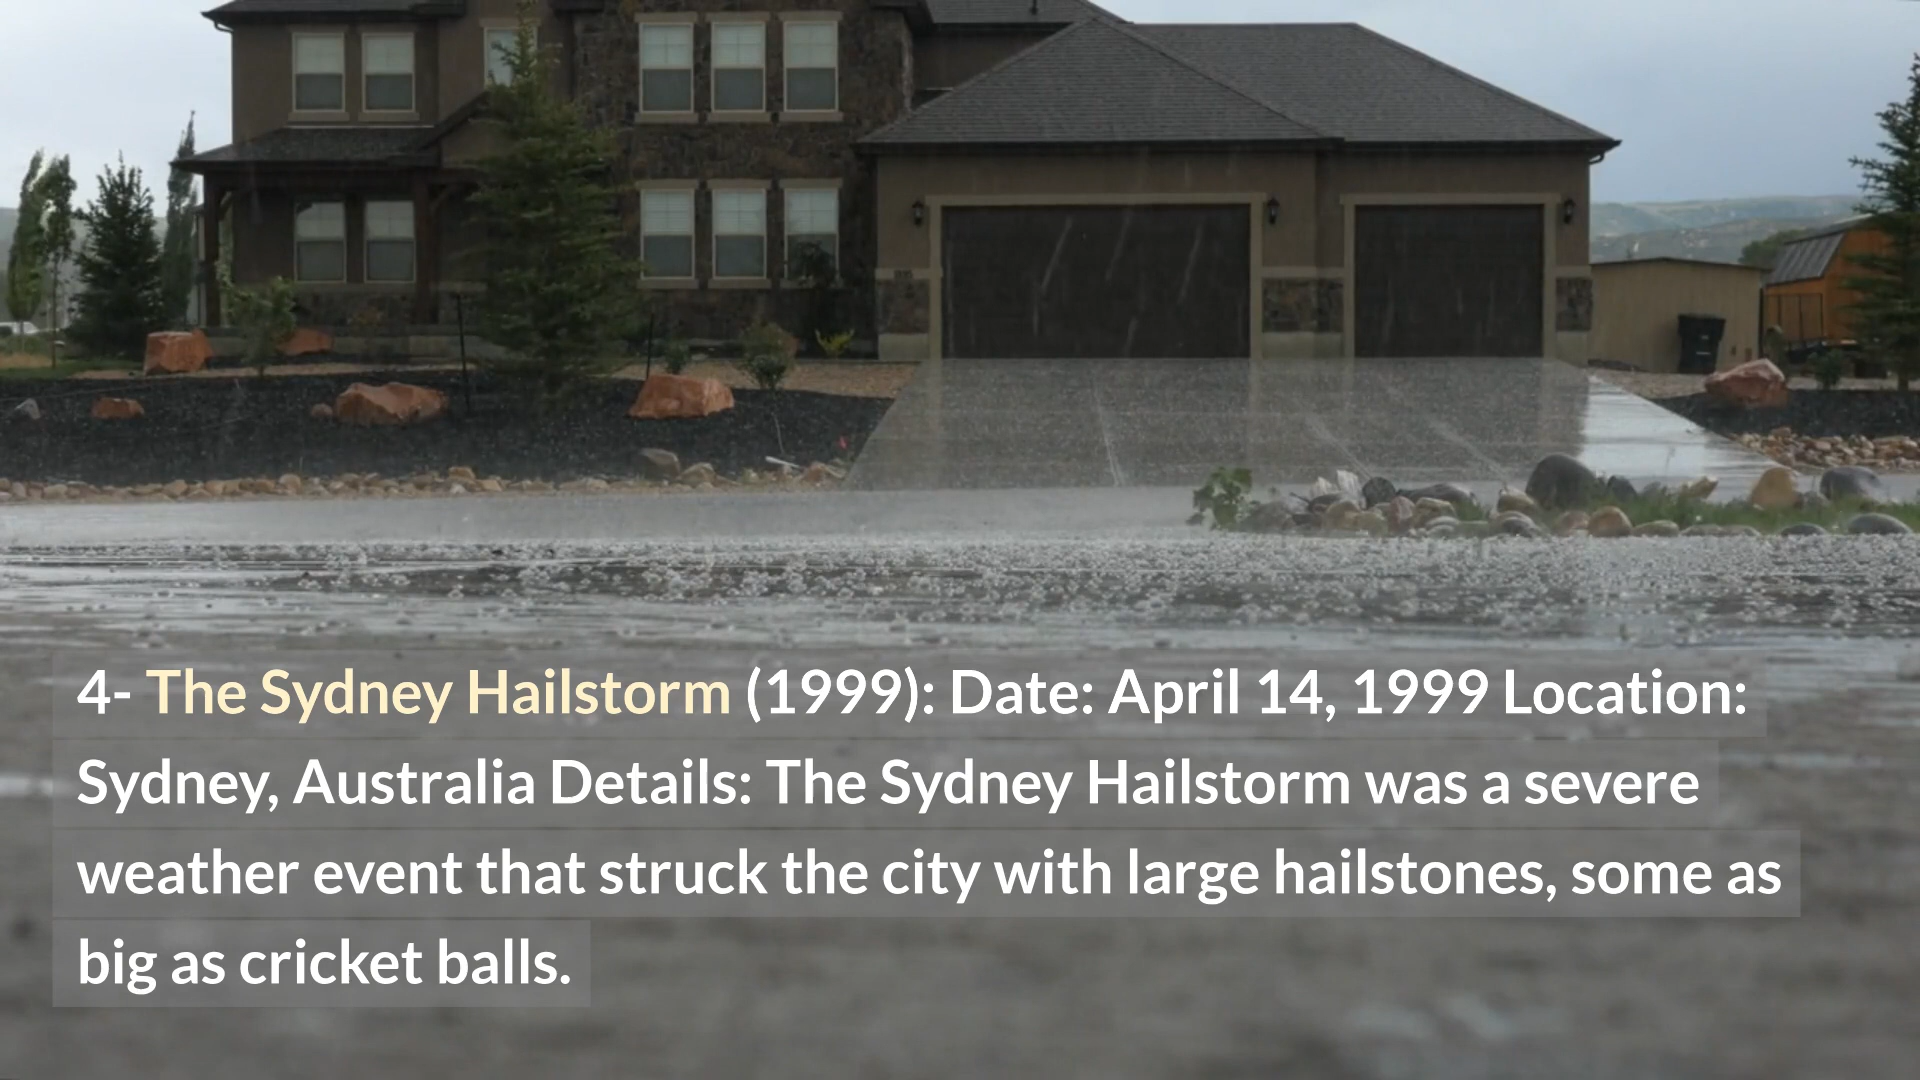 4- The Sydney Hailstorm (1999): Date: April 14, 1999 Location:
Sydney, Australia Details: The Sydney Hailstorm was a severe
weather event that struck the city with large hailstones, some as
big as cricket balls.